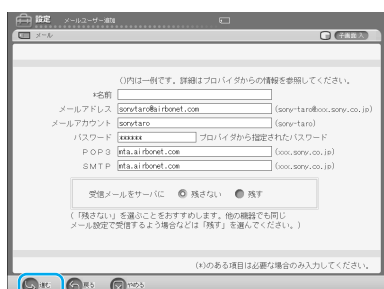 設定 メールユーザー追加
メール 子画面入
()内は一例です。詳細はプロバイダからの情報を参照してください。
*名前
メールアドレス sonytaro@airbonet.com (sony-taro@xxx.sony.co.jp)
メールアカウント sonytaro (sony-taro)
パスワード xxxxxx プロバイダから指定されたパスワード
POP3 mta.airbonet.com (xxx.sony.co.jp)
SMTP mta.airbonet.com (xxx.sony.co.jp)
受信メールをサーバに 残さない 残す
(「残さない」を選ぶことをおすすめします。他の機器でも同じ
メール設定で受信するような場合などは「残す」を選んでください。)
(*)のある項目は必要な場合のみ入力してください。
進む 戻る やめる